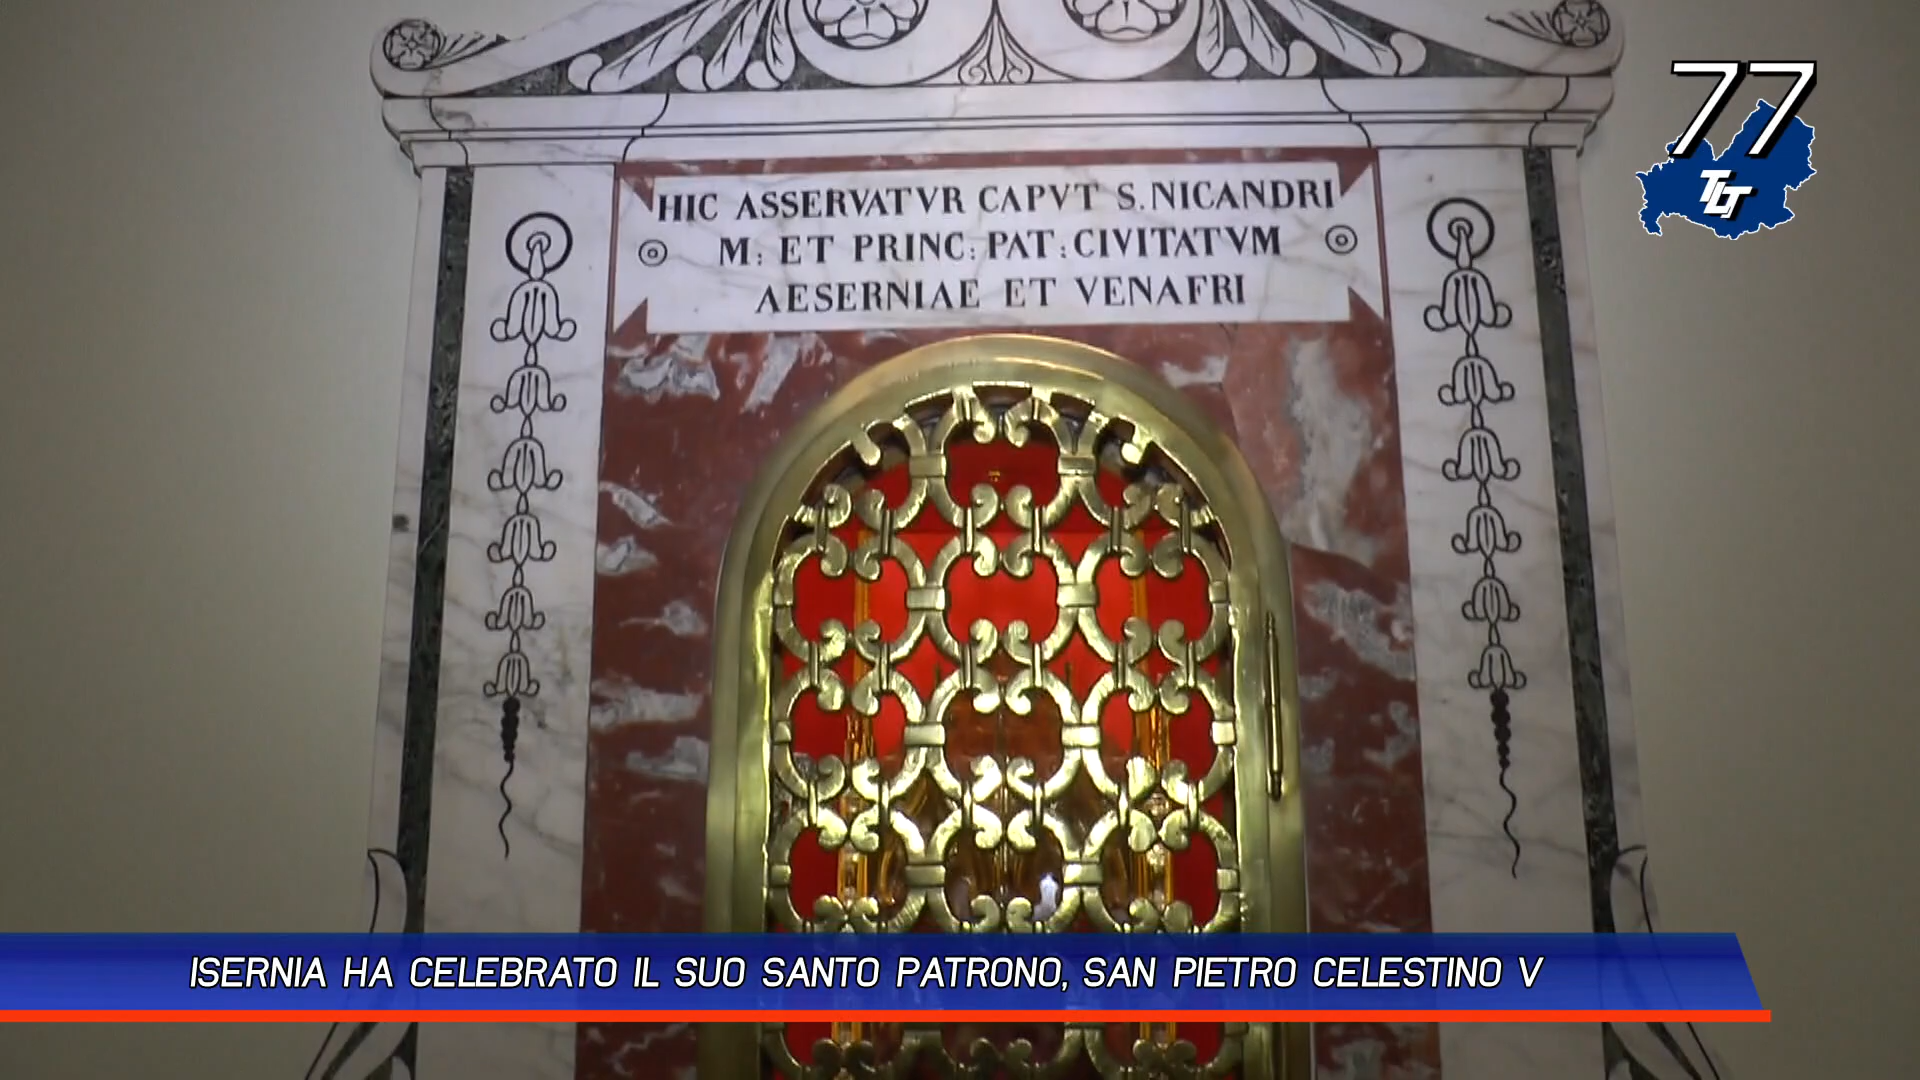 77
TLT
HIC ASSERVATVR CAPVT S. NICANDRI
M: ET PRINC: PAT: CIVITATVM
AESERNIAE ET VENAFRI
ISERNIA HA CELEBRATO IL SUO SANTO PATRONO, SAN PIETRO CELESTINO V